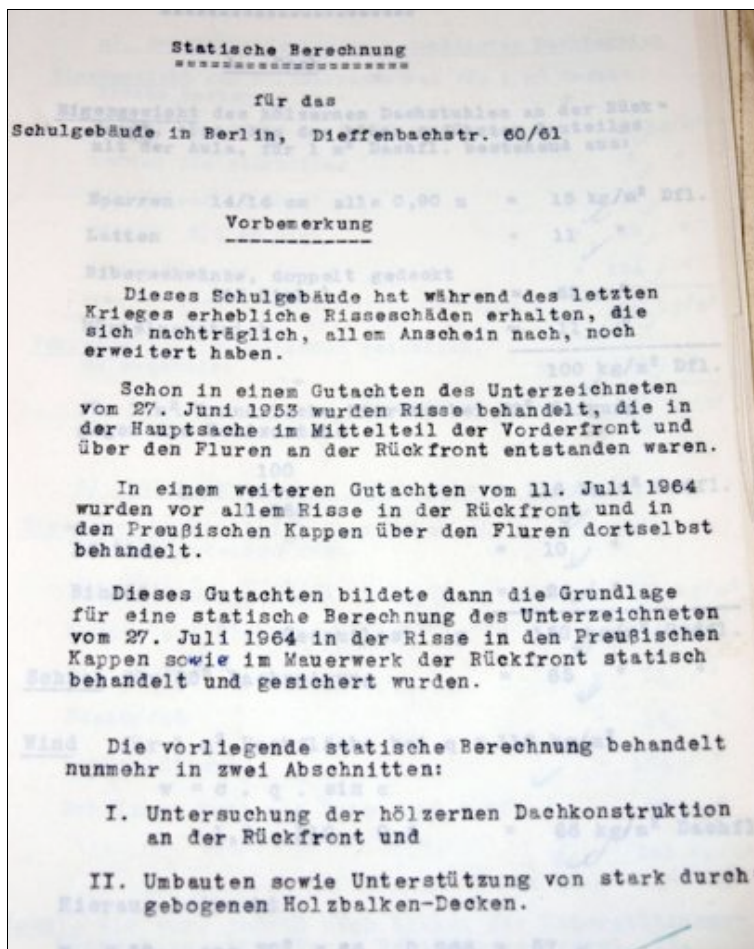 Statische Berechnung
für das
Schulgebäude in Berlin, Dieffenbachstr. 60/61
Vorbemerkung
Dieses Schulgebäude hat während des letzten
Krieges erhebliche Risseschäden erhalten, die
sich nachträglich, allem Anschein nach, noch
erweitert haben.
Schon in einem Gutachten des Unterzeichneten
vom 27. Juni 1953 wurden Risse behandelt, die in
der Hauptsache im Mittelteil der Vorderfront und
über den Fluren an der Rückfront entstanden waren.
In einem weiteren Gutachten vom 11. Juli 1964
wurden vor allem Risse in der Rückfront und in
den Preußischen Kappen über den Fluren dortselbst
behandelt.
Dieses Gutachten bildete dann die Grundlage
für eine statische Berechnung des Unterzeichneten
vom 27. Juli 1964 in der Risse in den Preußischen
Kappen sowie im Mauerwerk der Rückfront statisch
behandelt und gesichert wurden.
Die vorliegende statische Berechnung behandelt
nunmehr in zwei Abschnitten:
I. Untersuchung der hölzernen Dachkonstruktion
an der Rückfront und
II. Umbauten sowie Unterstützung von stark durch
gebogenen Holzbalken-Decken.